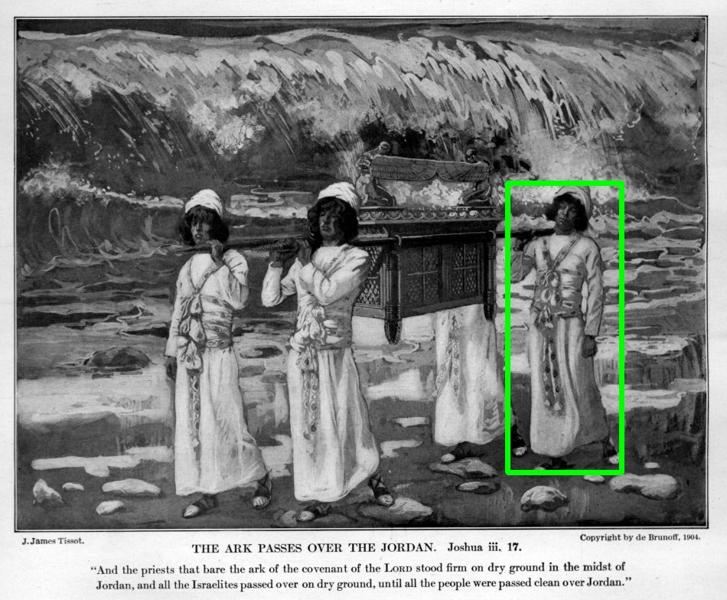 J. James Tissot.
Copyright by de Brunoff, 1904.
THE ARK PASSES OVER THE JORDAN. Joshua iii, 17.
"And the priests that bare the ark of the covenant of the LORD stood firm on dry ground in the midst of
Jordan, and all the Israelites passed over on dry ground, until all the people were passed clean over Jordan."